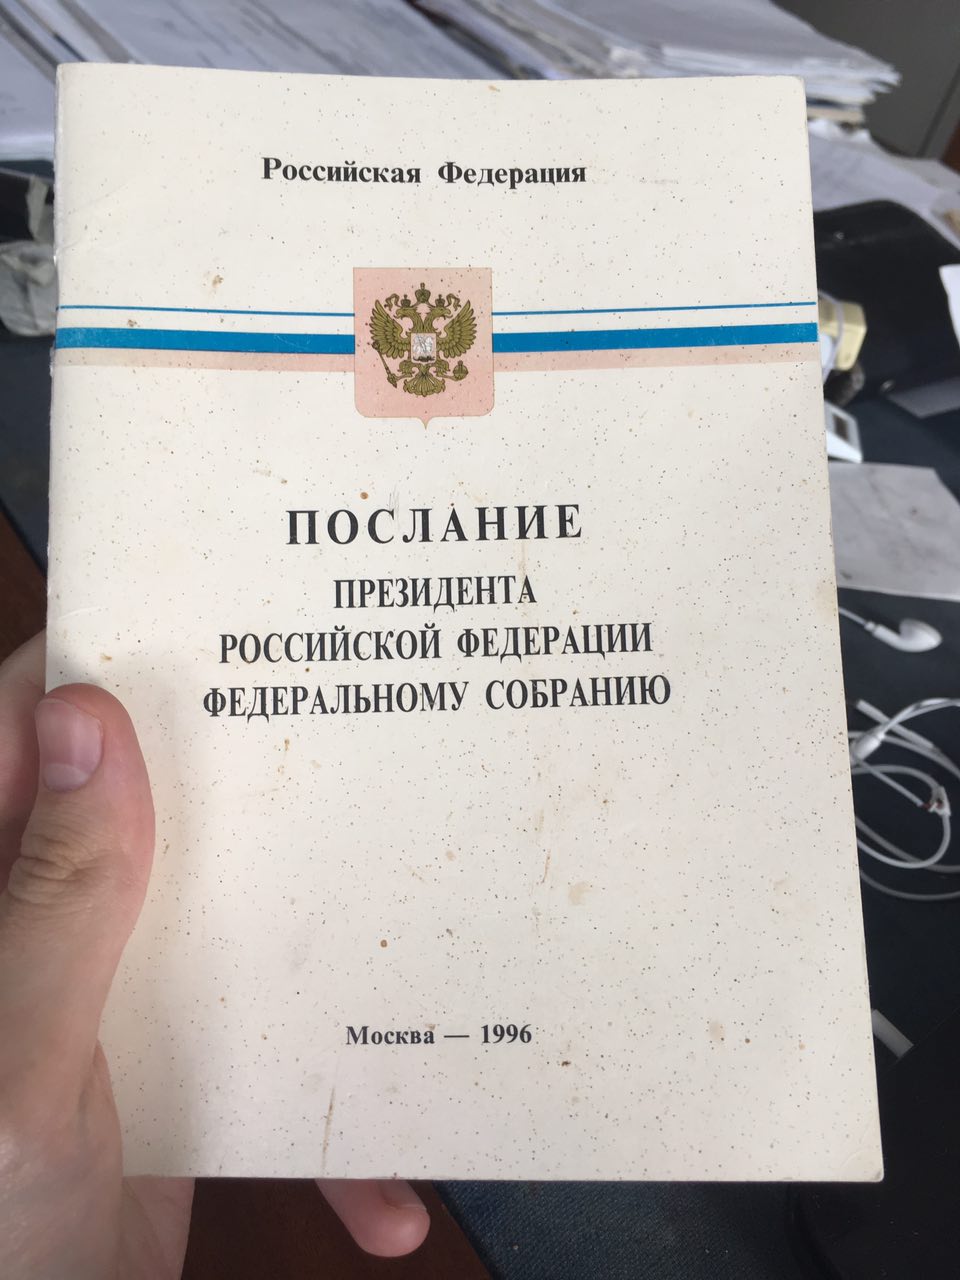 Российская Федерация
ПОСЛАНИЕ
ПРЕЗИДЕНТА
РОССИЙСКОЙ ФЕДЕРАЦИИ
ФЕДЕРАЛЬНОМУ СОБРАНИЮ
Москва — 1996